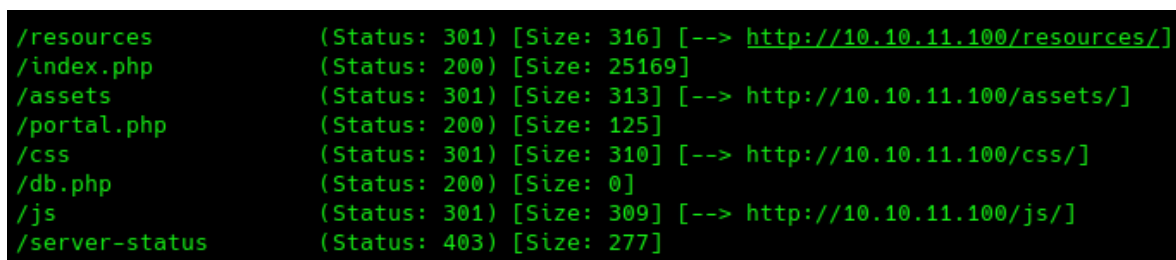 /resources (Status: 301) [Size: 316] [--> http://10.10.11.100/resources/]
/index.php (Status: 200) [Size: 25169]
/assets (Status: 301) [Size: 313] [--> http://10.10.11.100/assets/]
/portal.php (Status: 200) [Size: 125]
/css (Status: 301) [Size: 310] [--> http://10.10.11.100/css/]
/db.php (Status: 200) [Size: 0]
/js (Status: 301) [Size: 309] [--> http://10.10.11.100/js/]
/server-status (Status: 403) [Size: 277]